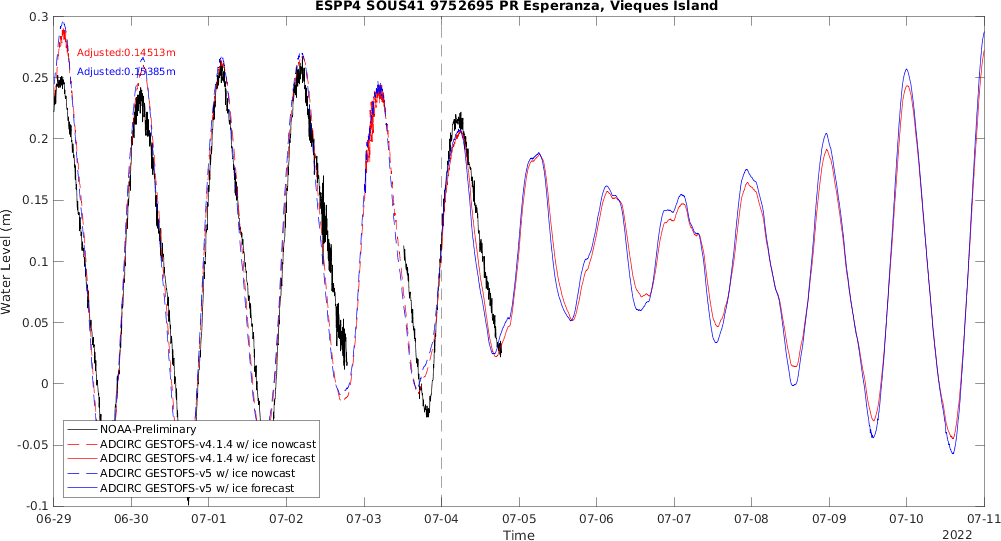 ESPP4 SOUS41 9752695 PR Esperanza, Vieques Island
Adjusted:0.14513m
Adjusted:0.15385m
Water Level (m)
0.3
0.25
0.2
0.15
0.1
0.05
0
-0.05
-0.1
NOAA-Preliminary
ADCIRC GESTOFS-v4.1.4 w/ ice nowcast
ADCIRC GESTOFS-v4.1.4 w/ ice forecast
ADCIRC GESTOFS-v5 w/ ice nowcast
ADCIRC GESTOFS-v5 w/ ice forecast
06-29 06-30 07-01 07-02 07-03 07-04 07-05 07-06 07-07 07-08 07-09 07-10 07-11
Time
2022